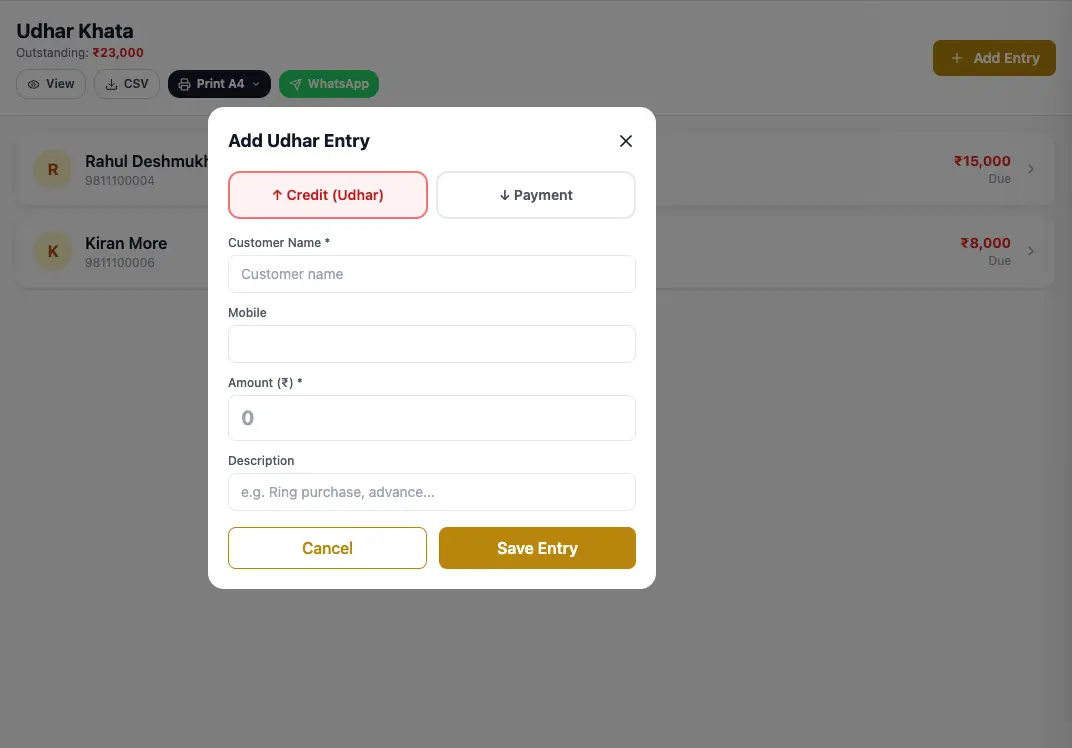 Udhar Khata
Outstanding: ₹23,000
View
CSV
Print A4
WhatsApp
+ Add Entry
Add Udhar Entry
↑ Credit (Udhar)
↓ Payment
Customer Name *
Customer name
Mobile
Amount (₹) *
0
Description
e.g. Ring purchase, advance...
Cancel
Save Entry
R
Rahul Deshmukh
9811100004
₹15,000
Due
K
Kiran More
9811100006
₹8,000
Due